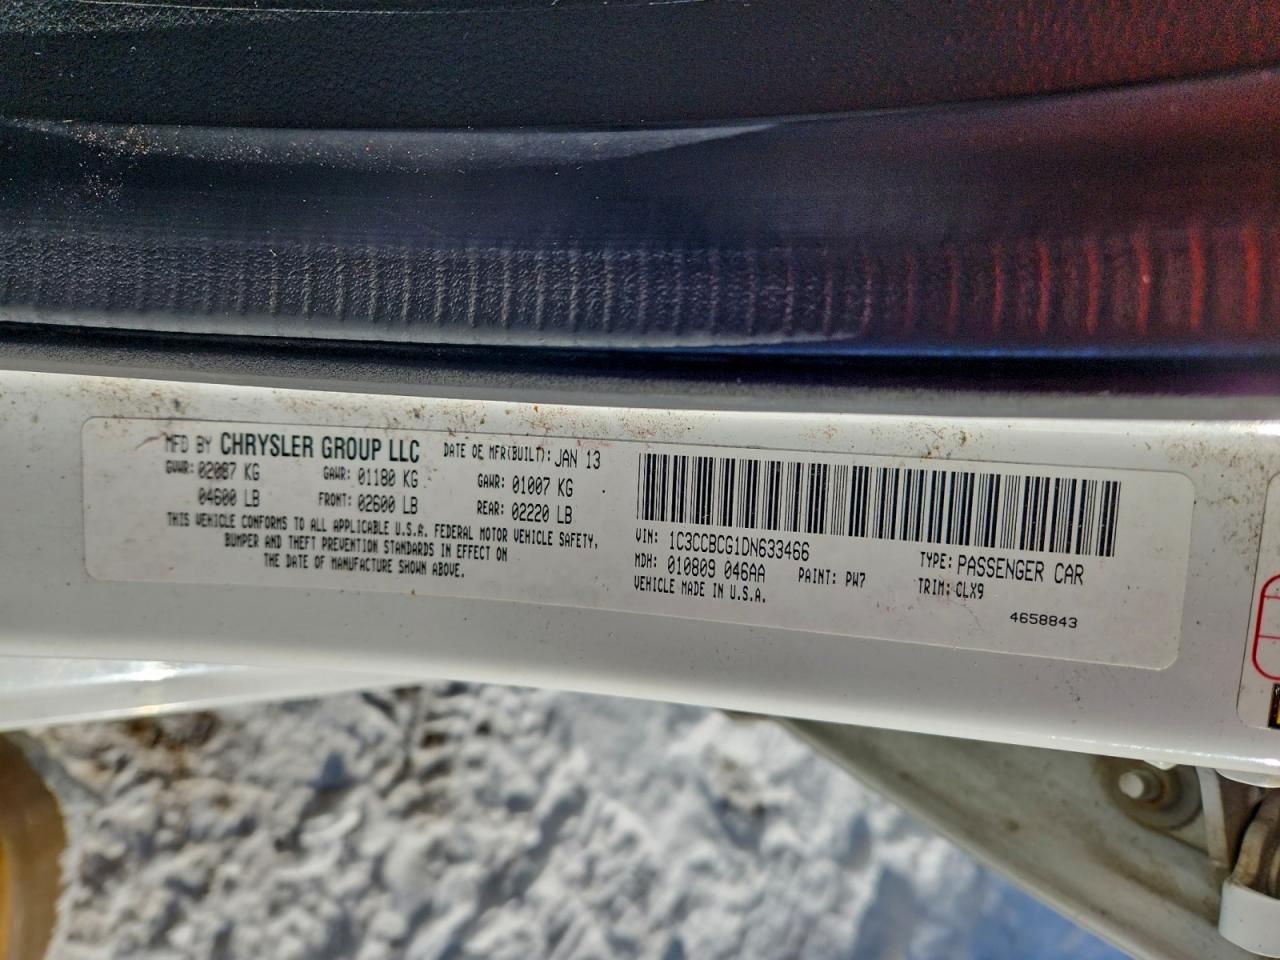 MFD BY CHRYSLER GROUP LLC DATE OF MFR(BUILT): JAN 13
GVWR: 02087 KG GAWR: 01180 KG GAWR: 01007 KG
04600 LB FRONT: 02600 LB REAR: 02220 LB
THIS VEHICLE CONFORMS TO ALL APPLICABLE U.S.A. FEDERAL MOTOR VEHICLE SAFETY,
BUMPER AND THEFT PREVENTION STANDARDS IN EFFECT ON
THE DATE OF MANUFACTURE SHOWN ABOVE.
VIN: 1C3CCBCG1DN633466 TYPE: PASSENGER CAR
MDH: 010809 046AA PAINT: PW7 TRIM: CLX9
VEHICLE MADE IN U.S.A.
4658843